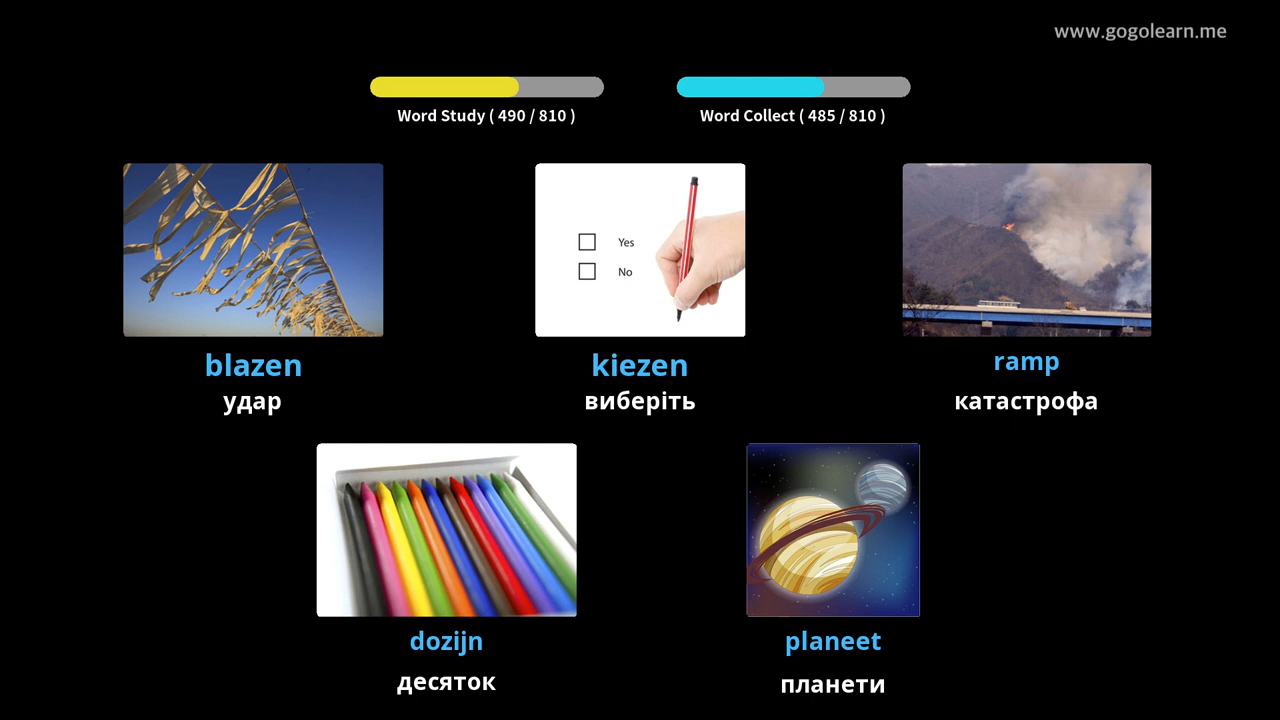 www.gogolearn.me
Word Study ( 490 / 810 )
Word Collect ( 485 / 810 )
Yes
No
blazen
kiezen
ramp
удар
виберіть
катастрофа
dozijn
planeet
десяток
планети